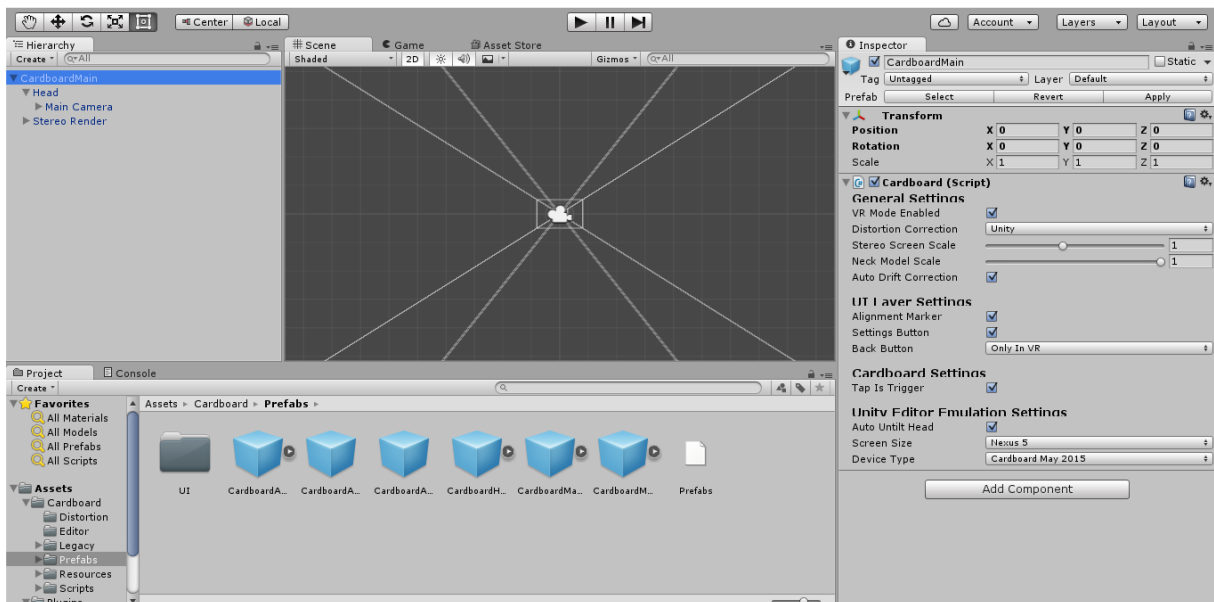 Center Local
Account Layers Layout
Hierarchy
Create All
CardboardMain
Head
Main Camera
Stereo Render
Scene Game Asset Store
Shaded 2D Gizmos All
Inspector
CardboardMain Static
Tag Untagged Layer Default
Prefab Select Revert Apply
Transform
Position X 0 Y 0 Z 0
Rotation X 0 Y 0 Z 0
Scale X 1 Y 1 Z 1
Cardboard (Script)
General Settings
VR Mode Enabled
Distortion Correction Unity
Stereo Screen Scale 1
Neck Model Scale 1
Auto Drift Correction
UI Layer Settings
Alignment Marker
Settings Button
Back Button Only In VR
Cardboard Settings
Tap Is Trigger
Unity Editor Emulation Settings
Auto Untilt Head
Screen Size Nexus 5
Device Type Cardboard May 2015
Add Component
Project Console
Create
Favorites
All Materials
All Models
All Prefabs
All Scripts
Assets
Cardboard
Distortion
Editor
Legacy
Prefabs
Resources
Scripts
Plugins
Assets Cardboard Prefabs
UI CardboardA... CardboardA... CardboardA... CardboardH... CardboardMa... CardboardM... Prefabs